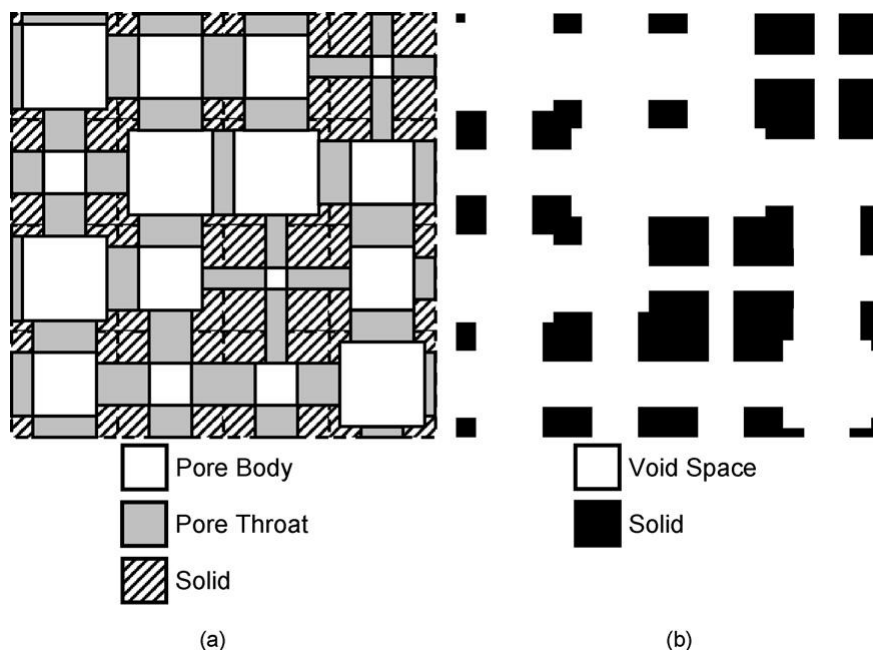 Pore Body
Pore Throat
Solid
(a)
Void Space
Solid
(b)